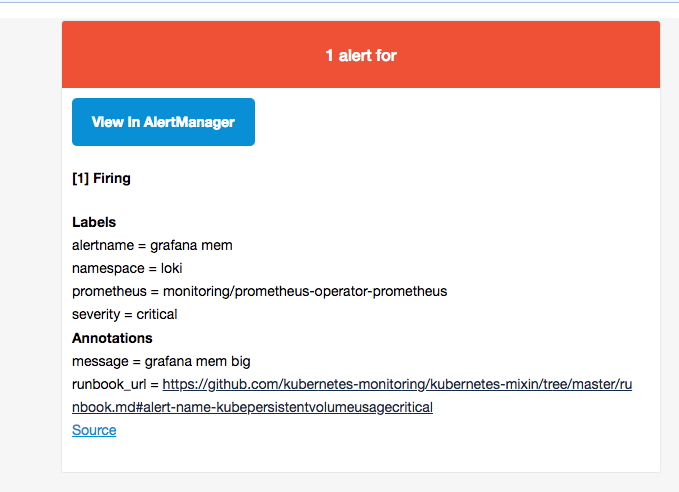 1 alert for
View In AlertManager
[1] Firing
Labels
alertname = grafana mem
namespace = loki
prometheus = monitoring/prometheus-operator-prometheus
severity = critical
Annotations
message = grafana mem big
runbook_url = https://github.com/kubernetes-monitoring/kubernetes-mixin/tree/master/ru
nbook.md#alert-name-kubepersistentvolumeusagecritical
Source